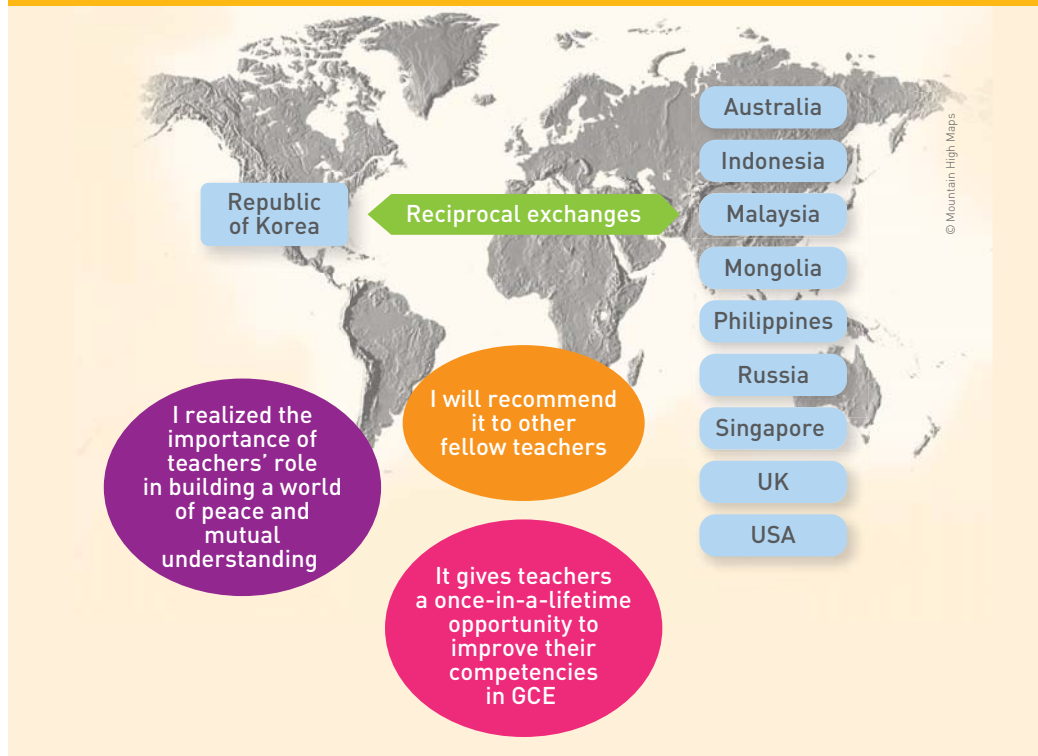 Australia
Indonesia
© Mountain High Maps
Republic
of Korea
Reciprocal exchanges
Malaysia
Mongolia
Philippines
Russia
Singapore
UK
USA
I realized the
importance of
teachers’ role
in building a world
of peace and
mutual
understanding
I will recommend
it to other
fellow teachers
It gives teachers
a once-in-a-lifetime
opportunity to
improve their
competencies
in GCE